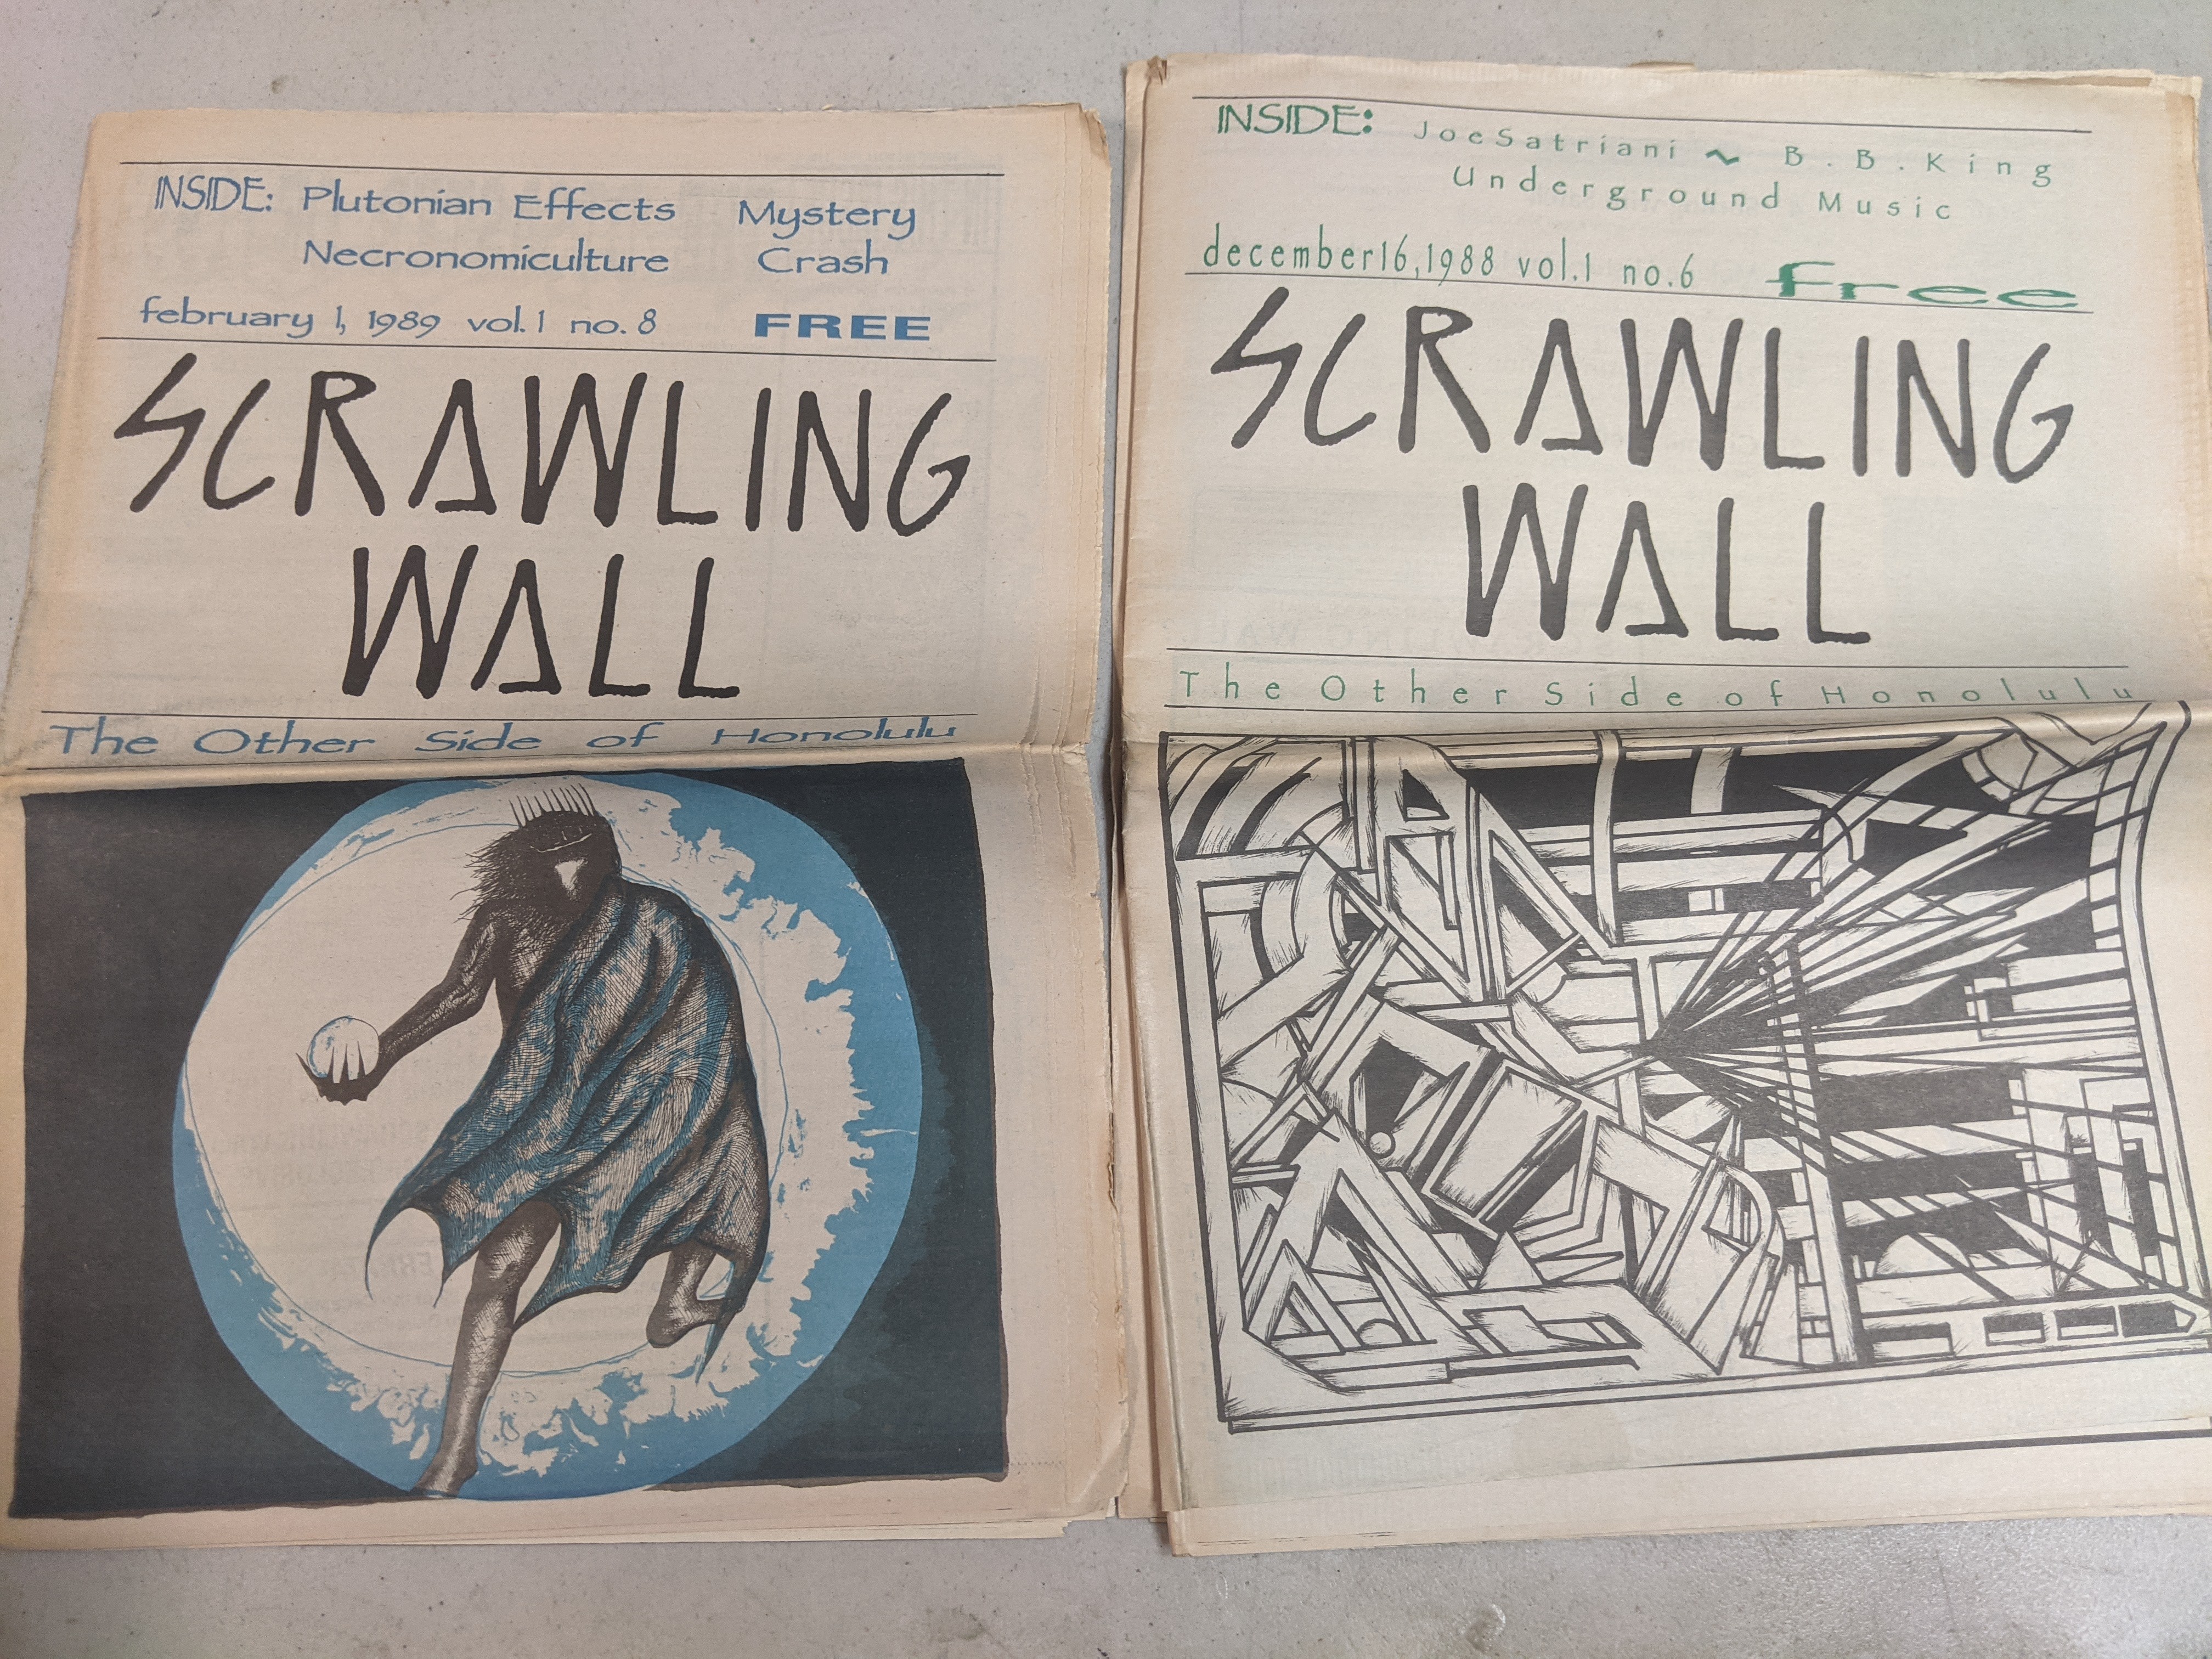 INSIDE: Plutonian Effects Mystery
Necronomiculture Crash
february 1, 1989 vol. 1 no. 8 FREE
SCRAWLING
WALL
The Other Side of Honolulu
INSIDE: JoeSatriani ~ B.B.King
Underground Music
december16,1988 vol.1 no.6 free
SCRAWLING
WALL
The Other Side of Honolulu